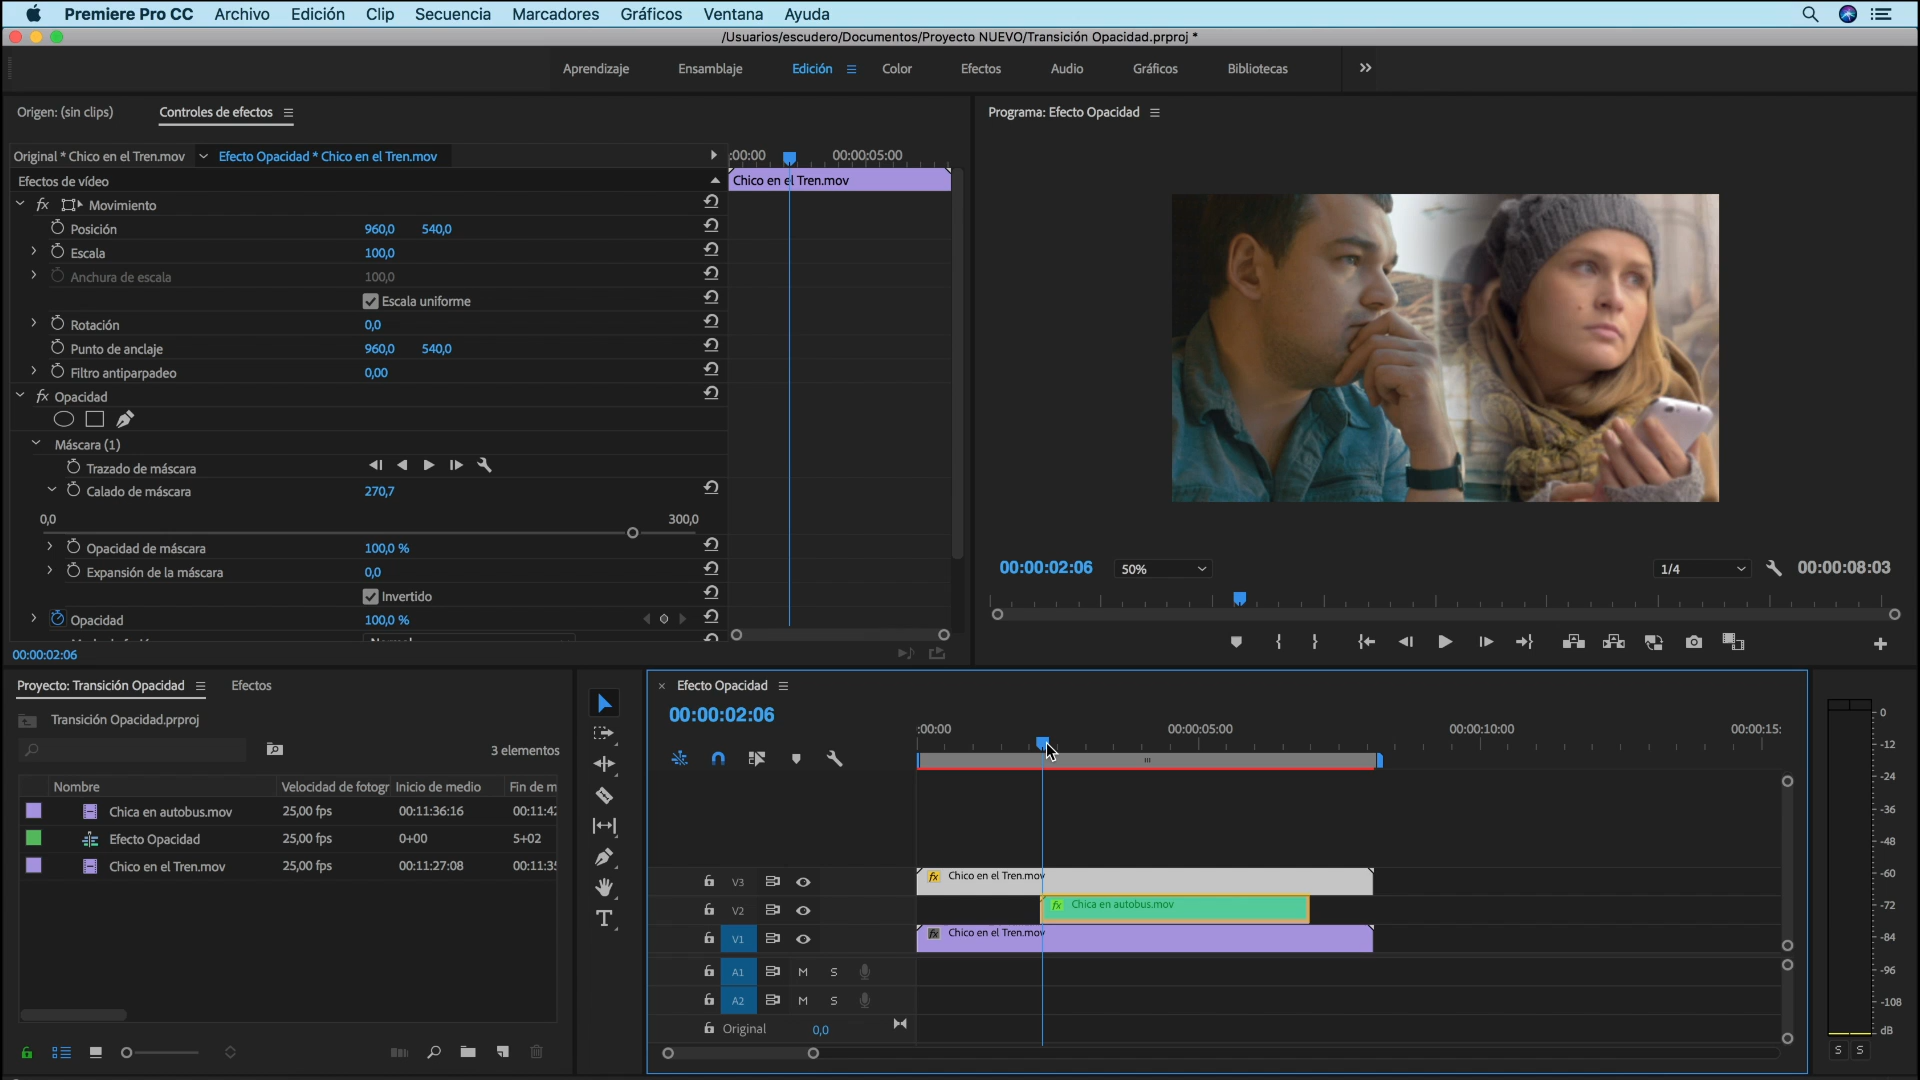 Premiere Pro CC Archivo Edición Clip Secuencia Marcadores Gráficos Ventana Ayuda
/Usuarios/escudero/Documentos/Proyecto NUEVO/Transición Opacidad.prproj *
Aprendizaje Ensamblaje Edición Color Efectos Audio Gráficos Bibliotecas
Origen: (sin clips) Controles de efectos
Programa: Efecto Opacidad
Original * Chico en el Tren.mov Efecto Opacidad * Chico en el Tren.mov
:00:00 00:00:05:00
Efectos de vídeo
Chico en el Tren.mov
fx Movimiento
Posición 960,0 540,0
Escala 100,0
Anchura de escala 100,0
Escala uniforme
Rotación 0,0
Punto de anclaje 960,0 540,0
Filtro antiparpadeo 0,00
fx Opacidad
Máscara (1)
Trazado de máscara
Calado de máscara 270,7
0,0 300,0
Opacidad de máscara 100,0 %
Expansión de la máscara 0,0
Invertido
Opacidad 100,0 %
00:00:02:06
00:00:02:06 50% 1/4 00:00:08:03
Proyecto: Transición Opacidad Efectos
Transición Opacidad.prproj
3 elementos
Nombre Velocidad de fotogr Inicio de medio Fin de m
Chica en autobus.mov 25,00 fps 00:11:36:16 00:11:42
Efecto Opacidad 25,00 fps 0+00 5+02
Chico en el Tren.mov 25,00 fps 00:11:27:08 00:11:35
× Efecto Opacidad
00:00:02:06
:00:00 00:00:05:00 00:00:10:00 00:00:15:
V3 fx Chico en el Tren.mov
V2 fx Chica en autobus.mov
V1 fx Chico en el Tren.mov
A1 M S
A2 M S
Original 0,0
0
-12
-24
-36
-48
-60
-72
-84
-96
-108
dB
S S